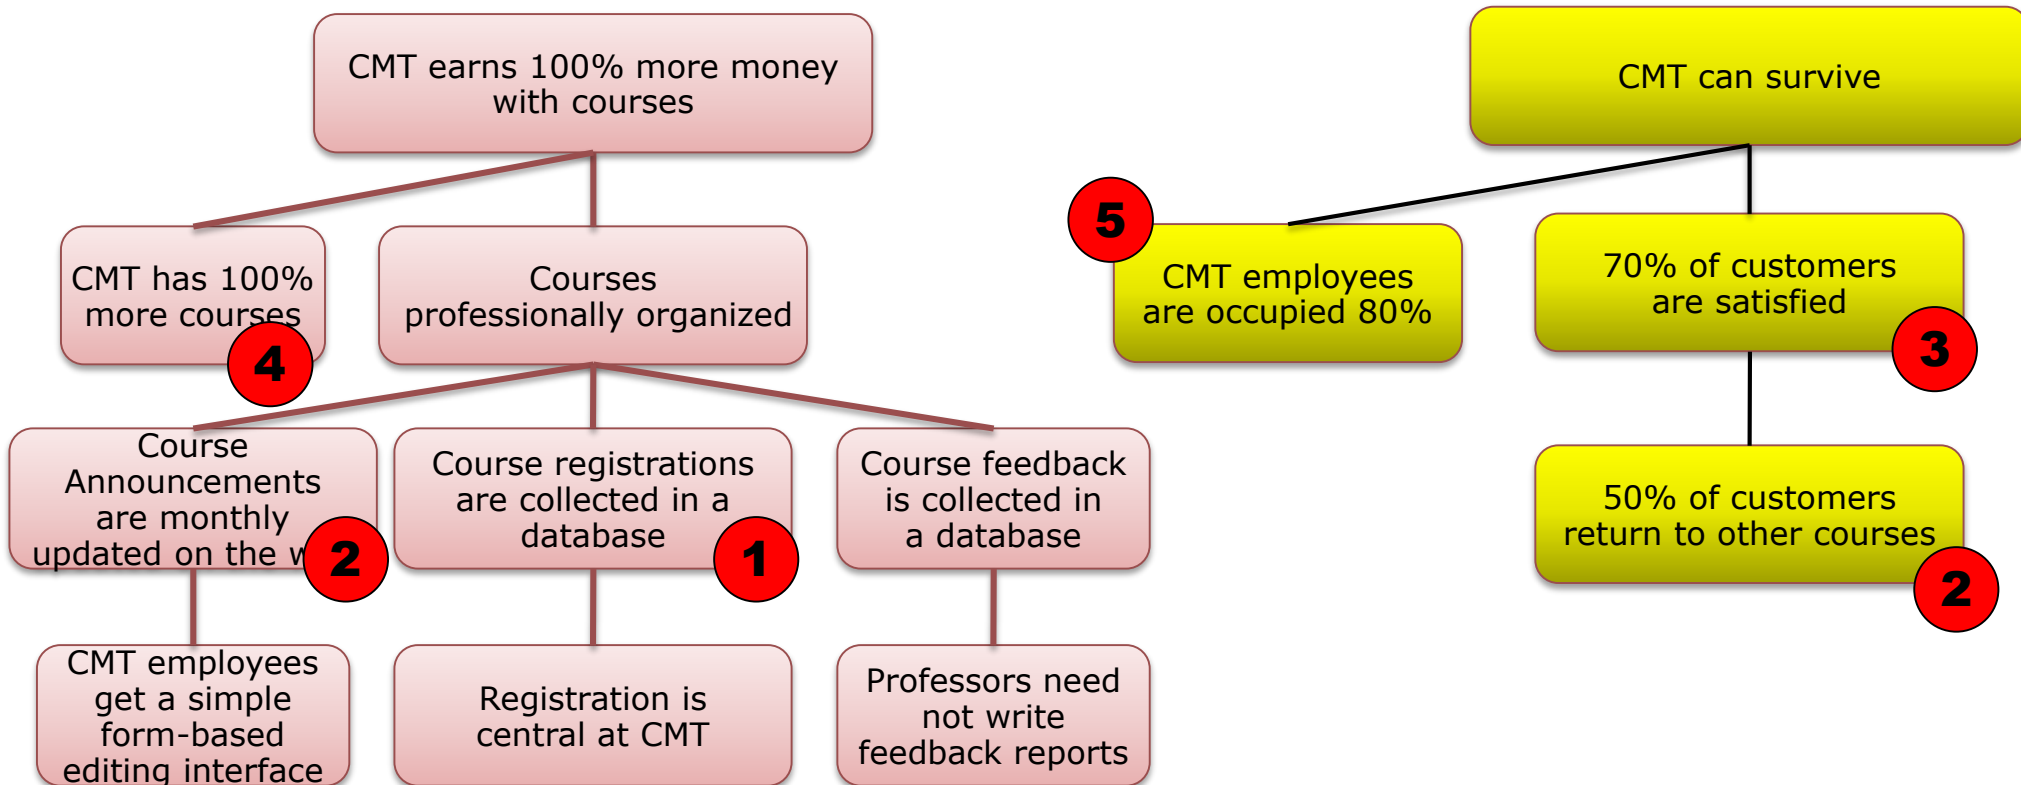 CMT earns 100% more money
with courses
CMT can survive
5
CMT has 100%
more courses
4
Courses
professionally organized
CMT employees
are occupied 80%
70% of customers
are satisfied
3
Course
Announcements
are monthly
updated on the
2
Course registrations
are collected in a
database
1
Course feedback
is collected in
a database
50% of customers
return to other courses
2
CMT employees
get a simple
form-based
editing interface
Registration is
central at CMT
Professors need
not write
feedback reports